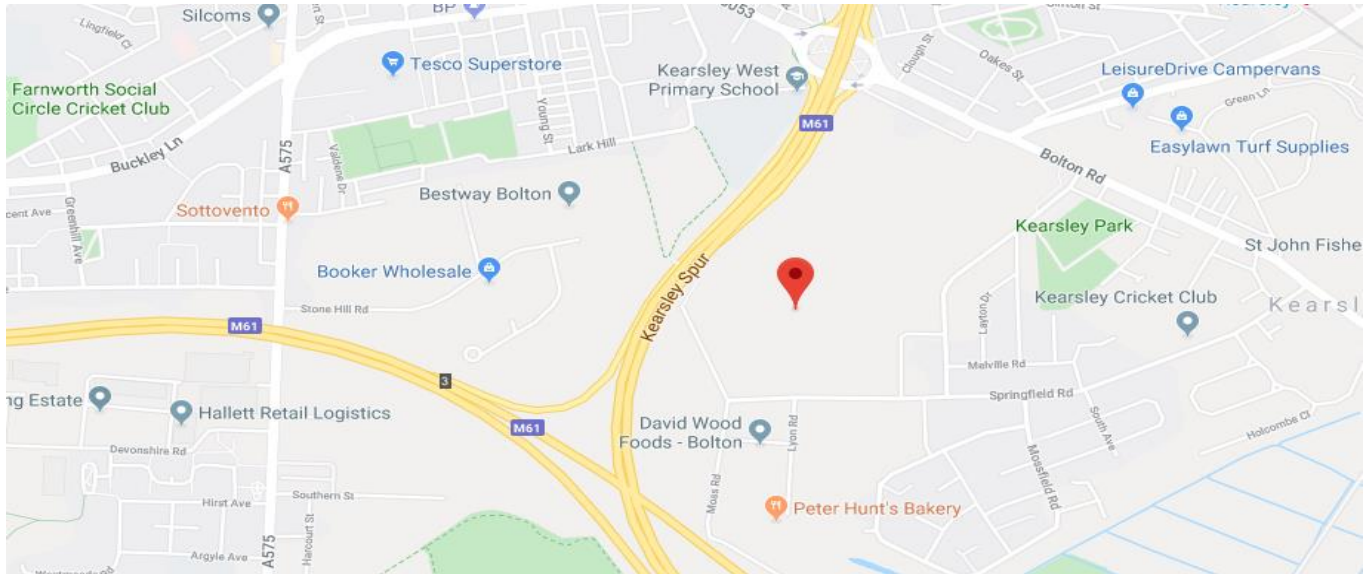 Lingfield Cl
Silcoms
BP
Tesco Superstore
Farnworth Social
Circle Cricket Club
Buckley Ln
A575
Valdene Dr
Young St
Lark Hill
Kearsley West
Primary School
M61
Clough St
Oakes St
LeisureDrive Campervans
Green Ln
Easylawn Turf Supplies
Bolton Rd
Bestway Bolton
Sottovento
cent Ave
Greenhill Ave
Booker Wholesale
Stone Hill Rd
Kearsley Spur
Kearsley Park
St John Fishe
Kearsley Cricket Club
Kearsl
Layton Dr
M61
3
Melville Rd
Springfield Rd
ng Estate
Hallett Retail Logistics
M61
David Wood
Foods - Bolton
Lyon Rd
South Ave
Holcombe Cl
Devonshire Rd
Mossfield Rd
Moss Rd
Hirst Ave
Southern St
Harcourt St
Peter Hunt's Bakery
Argyle Ave
A575